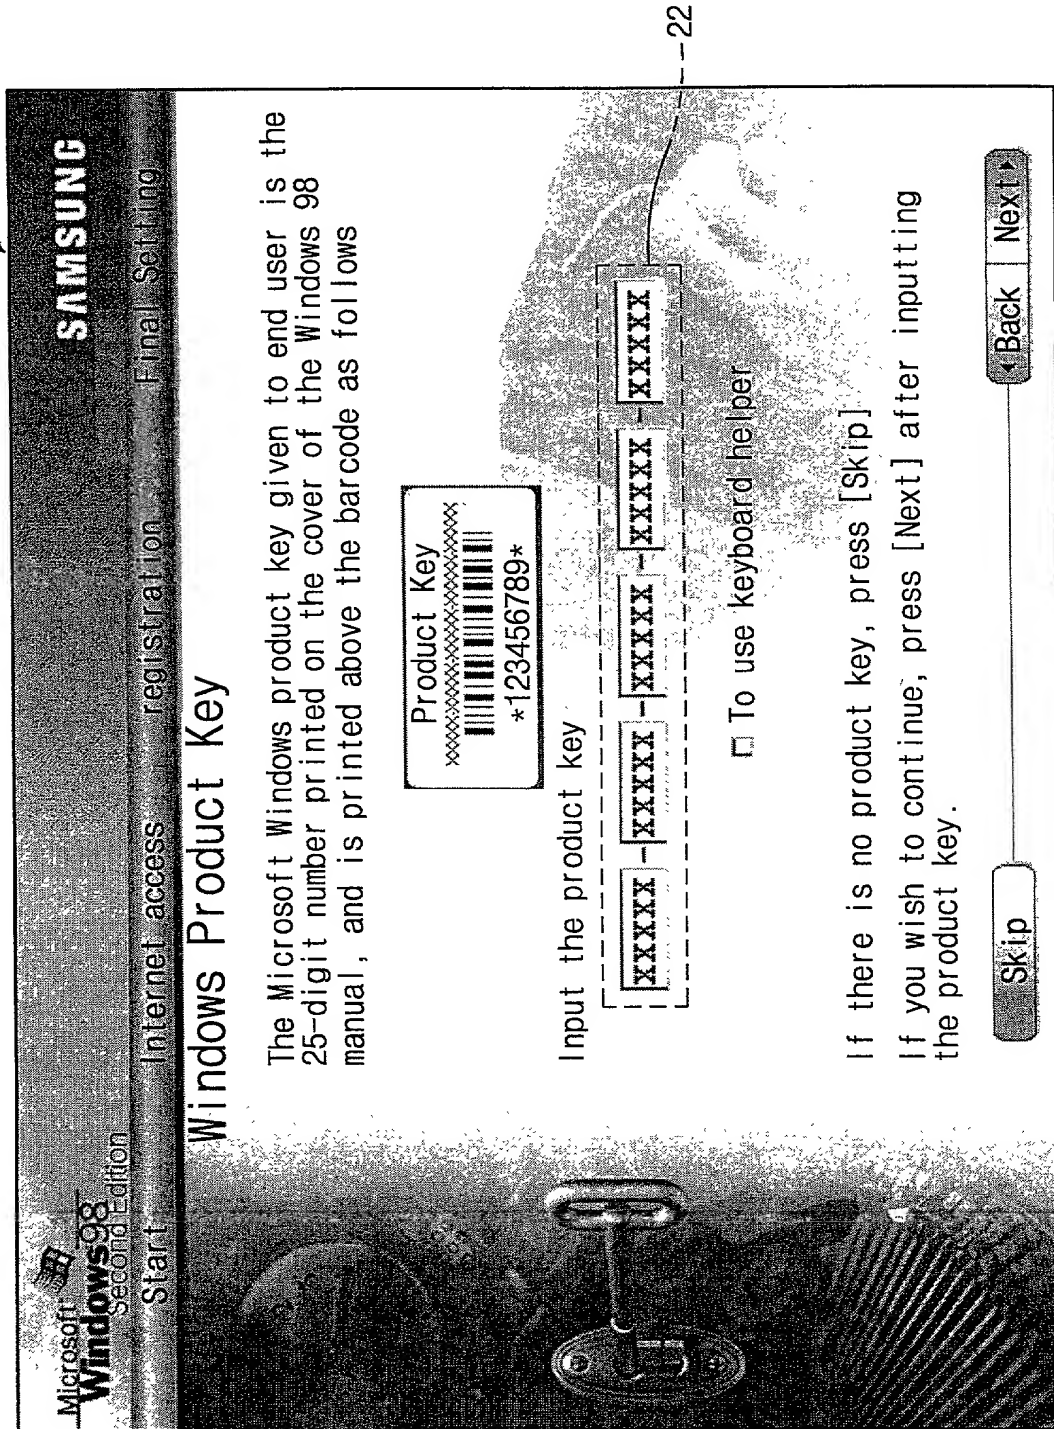 SAMSUNG
Microsoft
Windows98
Second Edition
Start Internet access registration Final Setting
Windows Product Key
The Microsoft Windows product key given to end user is the
25-digit number printed on the cover of the Windows 98
manual, and is printed above the barcode as follows
Product Key
*123456789*
Input the product key
XXXXX-XXXXX-XXXXX-XXXXX-XXXXX
22
To use keyboard helper
If there is no product key, press [Skip]
If you wish to continue, press [Next] after inputting
the product key.
Skip Back Next